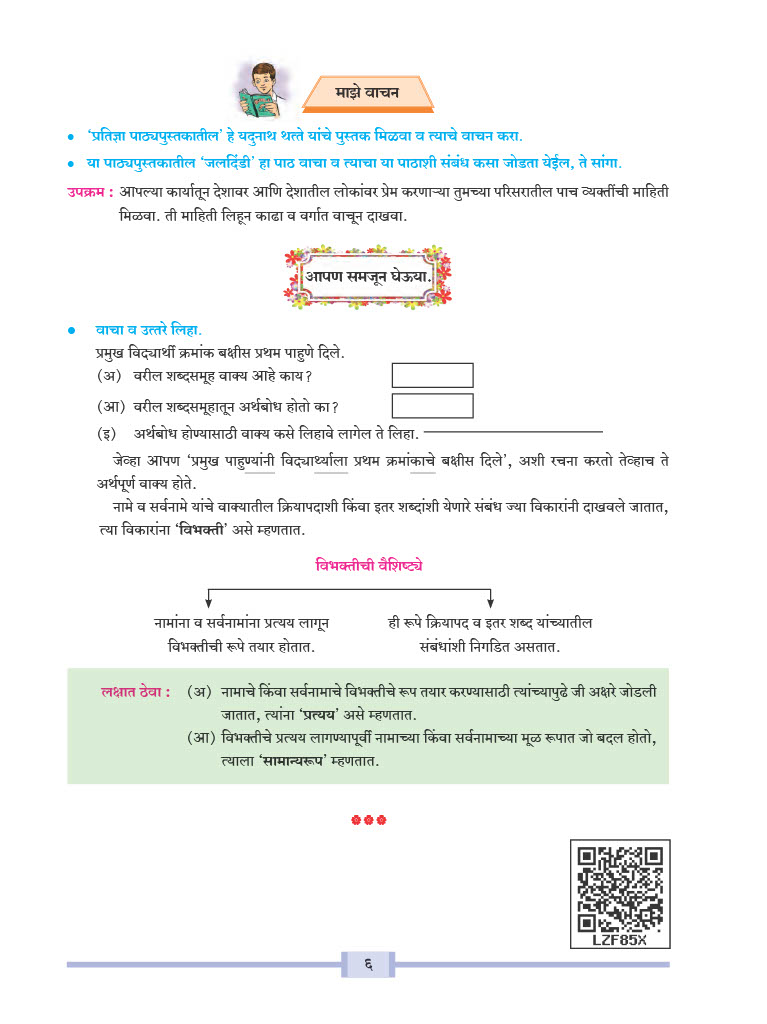 माझे वाचन
• ‘प्रतिज्ञा पाठ्यपुस्तकातील’ हे यदुनाथ थत्ते यांचे पुस्तक मिळवा व त्याचे वाचन करा.
• या पाठ्यपुस्तकातील ‘जलदिंडी’ हा पाठ वाचा व त्याचा या पाठाशी संबंध कसा जोडता येईल, ते सांगा.
उपक्रम : आपल्या कार्यातून देशावर आणि देशातील लोकांवर प्रेम करणाऱ्या तुमच्या परिसरातील पाच व्यक्तींची माहिती
मिळवा. ती माहिती लिहून काढा व वर्गात वाचून दाखवा.
आपण समजून घेऊया.
• वाचा व उत्तरे लिहा.
प्रमुख विद्यार्थी क्रमांक बक्षीस प्रथम पाहुणे दिले.
(अ) वरील शब्दसमूह वाक्य आहे काय?
(आ) वरील शब्दसमूहातून अर्थबोध होतो का?
(इ) अर्थबोध होण्यासाठी वाक्य कसे लिहावे लागेल ते लिहा.
जेव्हा आपण ‘प्रमुख पाहुण्यांनी विद्यार्थ्याला प्रथम क्रमांकाचे बक्षीस दिले’, अशी रचना करतो तेव्हाच ते
अर्थपूर्ण वाक्य होते.
नामे व सर्वनामे यांचे वाक्यातील क्रियापदाशी किंवा इतर शब्दांशी येणारे संबंध ज्या विकारांनी दाखवले जातात,
त्या विकारांना ‘विभक्ती’ असे म्हणतात.
विभक्तीची वैशिष्ट्ये
नामांना व सर्वनामांना प्रत्यय लागून
विभक्तीची रूपे तयार होतात.
ही रूपे क्रियापद व इतर शब्द यांच्यातील
संबंधांशी निगडित असतात.
लक्षात ठेवा : (अ) नामाचे किंवा सर्वनामाचे विभक्तीचे रूप तयार करण्यासाठी त्यांच्यापुढे जी अक्षरे जोडली
जातात, त्यांना ‘प्रत्यय’ असे म्हणतात.
(आ) विभक्तीचे प्रत्यय लागण्यापूर्वी नामाच्या किंवा सर्वनामाच्या मूळ रूपात जो बदल होतो,
त्याला ‘सामान्यरूप’ म्हणतात.
LZF85X
६